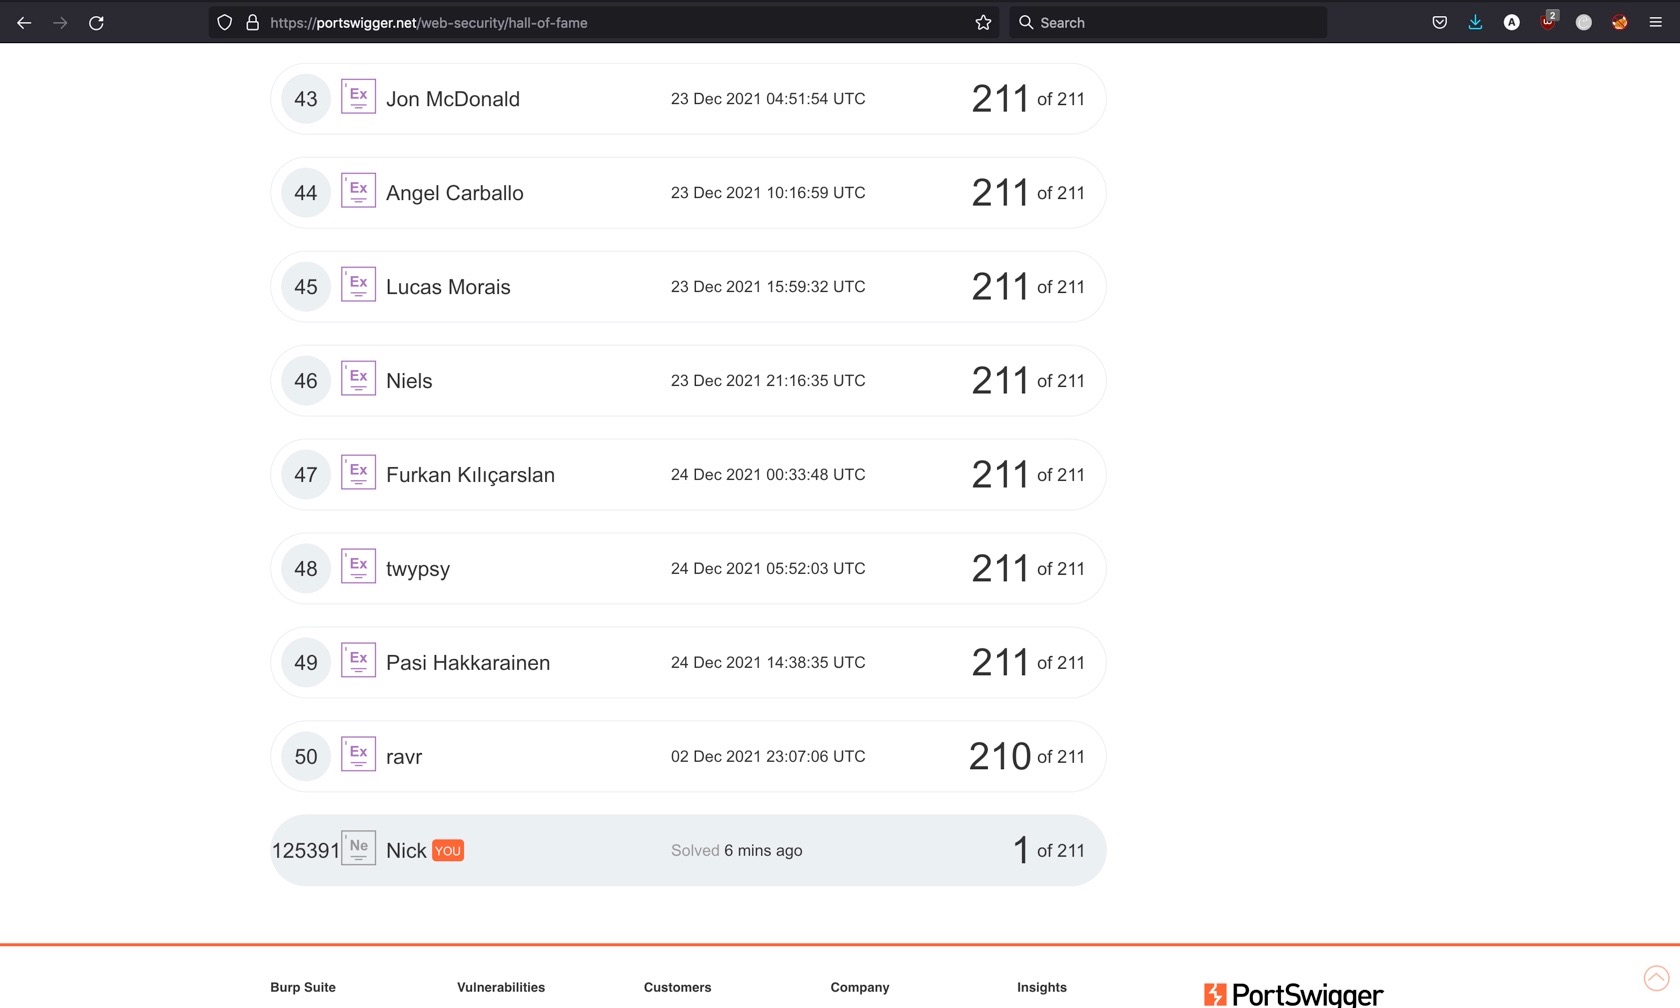 https://portswigger.net/web-security/hall-of-fame
Search
A
2
43 Ex Jon McDonald 23 Dec 2021 04:51:54 UTC 211 of 211
44 Ex Angel Carballo 23 Dec 2021 10:16:59 UTC 211 of 211
45 Ex Lucas Morais 23 Dec 2021 15:59:32 UTC 211 of 211
46 Ex Niels 23 Dec 2021 21:16:35 UTC 211 of 211
47 Ex Furkan Kılıçarslan 24 Dec 2021 00:33:48 UTC 211 of 211
48 Ex twypsy 24 Dec 2021 05:52:03 UTC 211 of 211
49 Ex Pasi Hakkarainen 24 Dec 2021 14:38:35 UTC 211 of 211
50 Ex ravr 02 Dec 2021 23:07:06 UTC 210 of 211
125391 Ne Nick YOU Solved 6 mins ago 1 of 211
Burp Suite Vulnerabilities Customers Company Insights PortSwigger